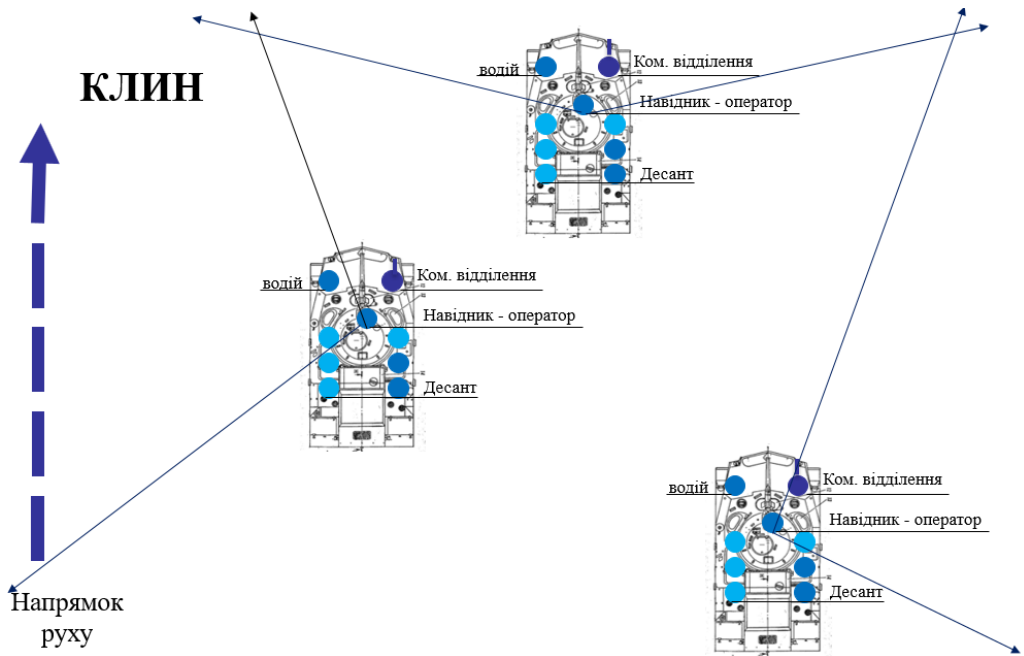 КЛИН
водій
Ком. відділення
Навідник - оператор
Десант
водій
Ком. відділення
Навідник - оператор
Десант
водій
Ком. відділення
Навідник - оператор
Десант
Напрямок
руху